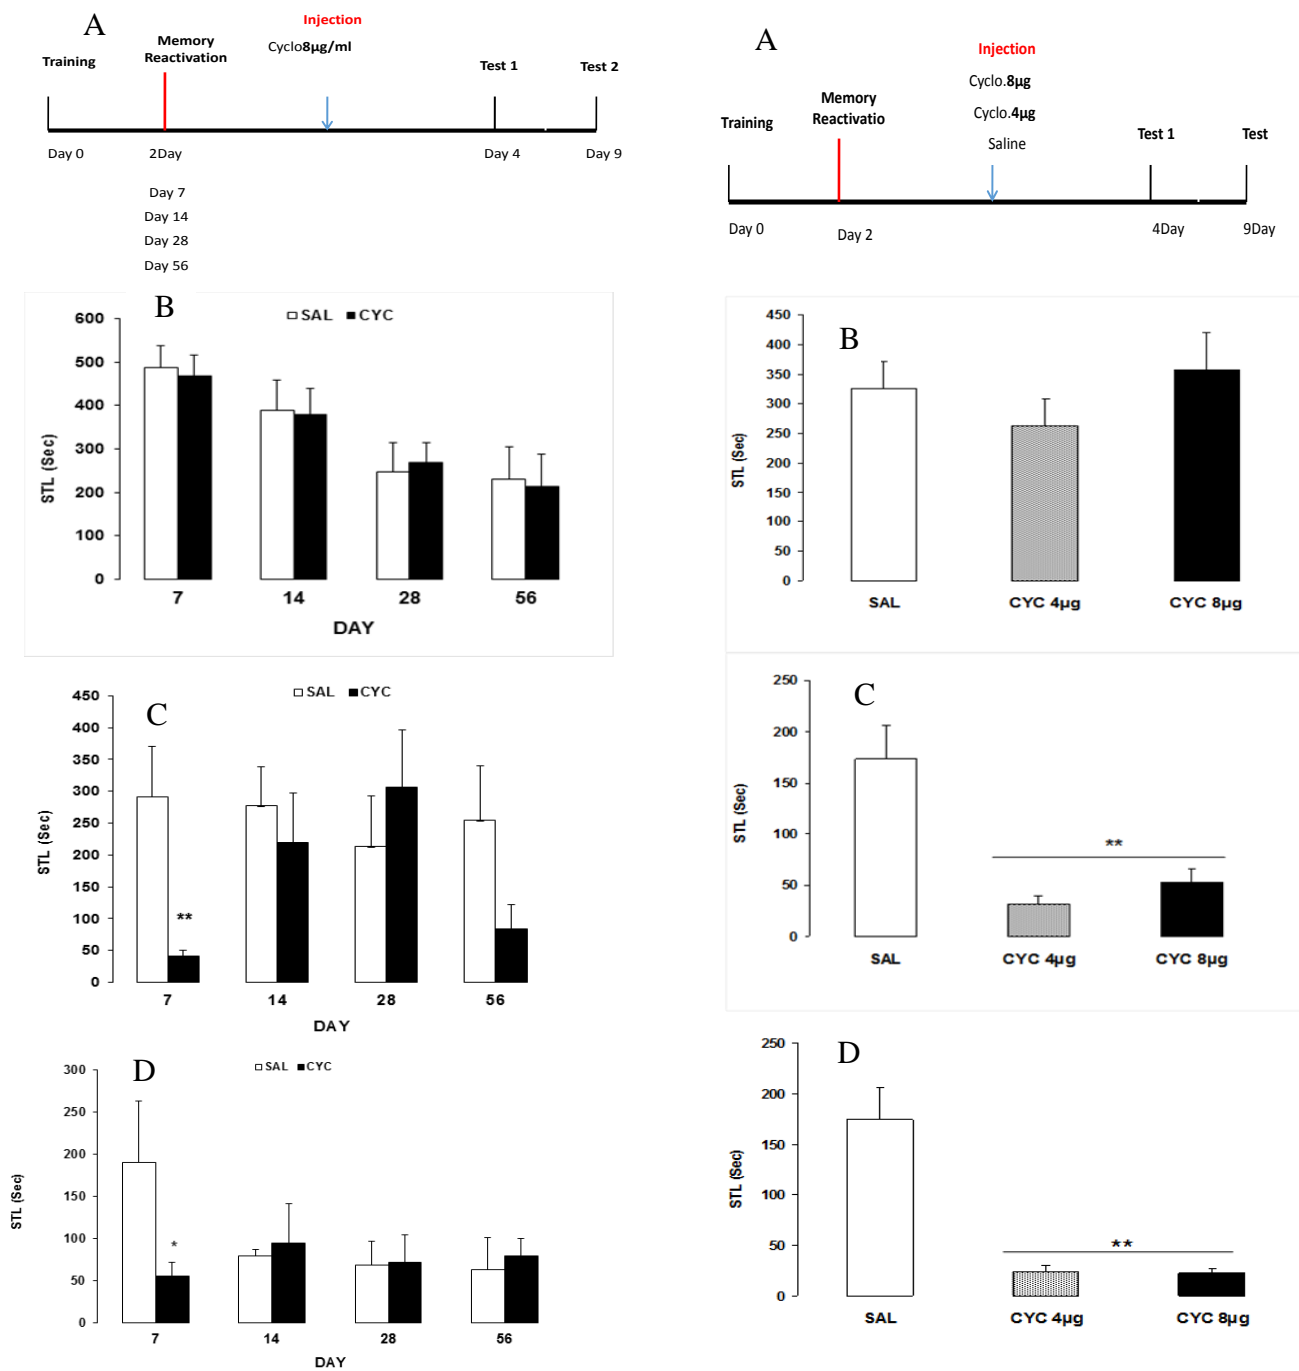 A
Injection
Cyclo8µg/ml
Memory
Reactivation
Training
Test 1
Test 2
Day 0
2Day
Day 4
Day 9
Day 7
Day 14
Day 28
Day 56
B
SAL CYC
600
500
400
300
200
100
0
STL (Sec)
7 14 28 56
DAY
C
SAL CYC
450
400
350
300
250
200
150
100
50
0
STL (Sec)
**
7 14 28 56
DAY
D
SAL CYC
300
250
200
150
100
50
0
STL (Sec)
*
7 14 28 56
DAY
A
Injection
Cyclo.8µg
Cyclo.4µg
Saline
Memory
Reactivatio
Training
Test 1
Test
Day 0
Day 2
4Day
9Day
B
450
400
350
300
250
200
150
100
50
0
STL (Sec)
SAL CYC 4µg CYC 8µg
C
250
200
150
100
50
0
STL (Sec)
**
SAL CYC 4µg CYC 8µg
D
250
200
150
100
50
0
STL (Sec)
**
SAL CYC 4µg CYC 8µg